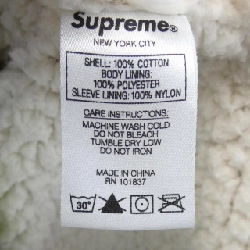 Supreme®
NEW YORK CITY
SHELL: 100% COTTON
BODY LINING:
100% POLYESTER
SLEEVE LINING: 100% NYLON
CARE INSTRUCTIONS:
MACHINE WASH COLD
DO NOT BLEACH
TUMBLE DRY LOW
DO NOT IRON
MADE IN CHINA
RN 101837
30°